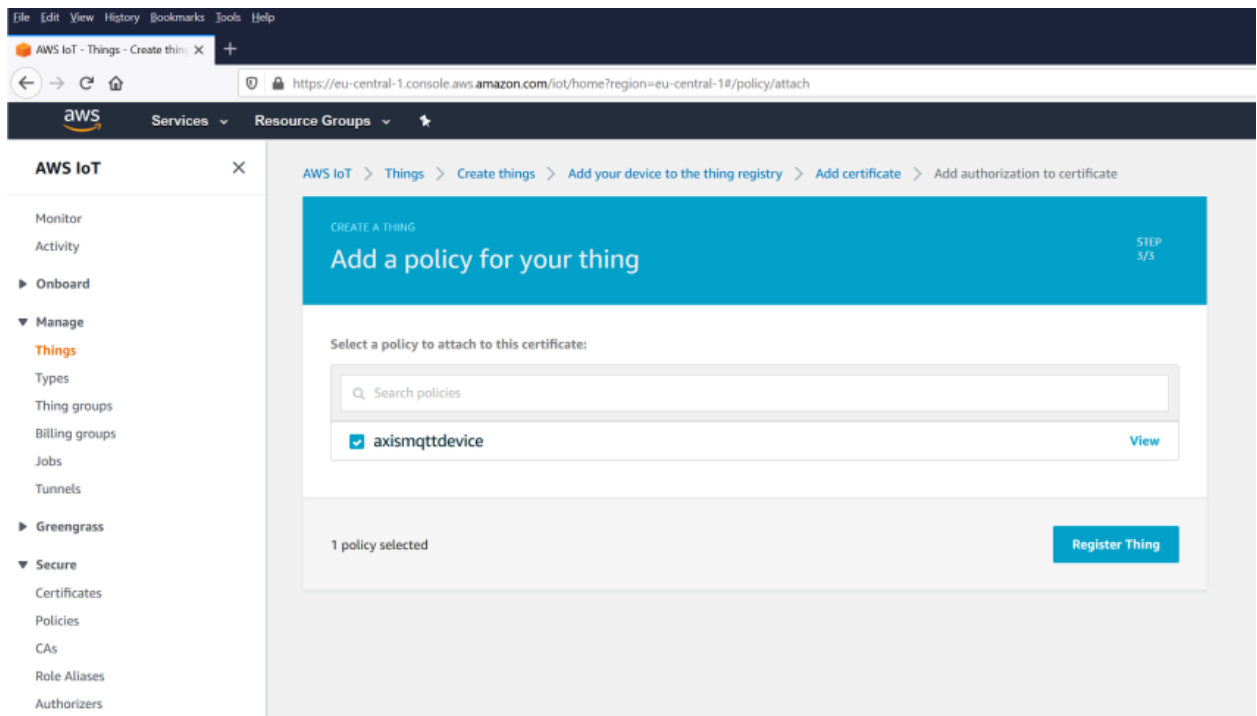 File Edit View History Bookmarks Tools Help
AWS IoT - Things - Create thing
https://eu-central-1.console.aws.amazon.com/iot/home?region=eu-central-1#/policy/attach
aws Services Resource Groups
AWS IoT
Monitor
Activity
Onboard
Manage
Things
Types
Thing groups
Billing groups
Jobs
Tunnels
Greengrass
Secure
Certificates
Policies
CAs
Role Aliases
Authorizers
AWS IoT > Things > Create things > Add your device to the thing registry > Add certificate > Add authorization to certificate
CREATE A THING
Add a policy for your thing
STEP
3/3
Select a policy to attach to this certificate:
Search policies
axismqttdevice View
1 policy selected Register Thing